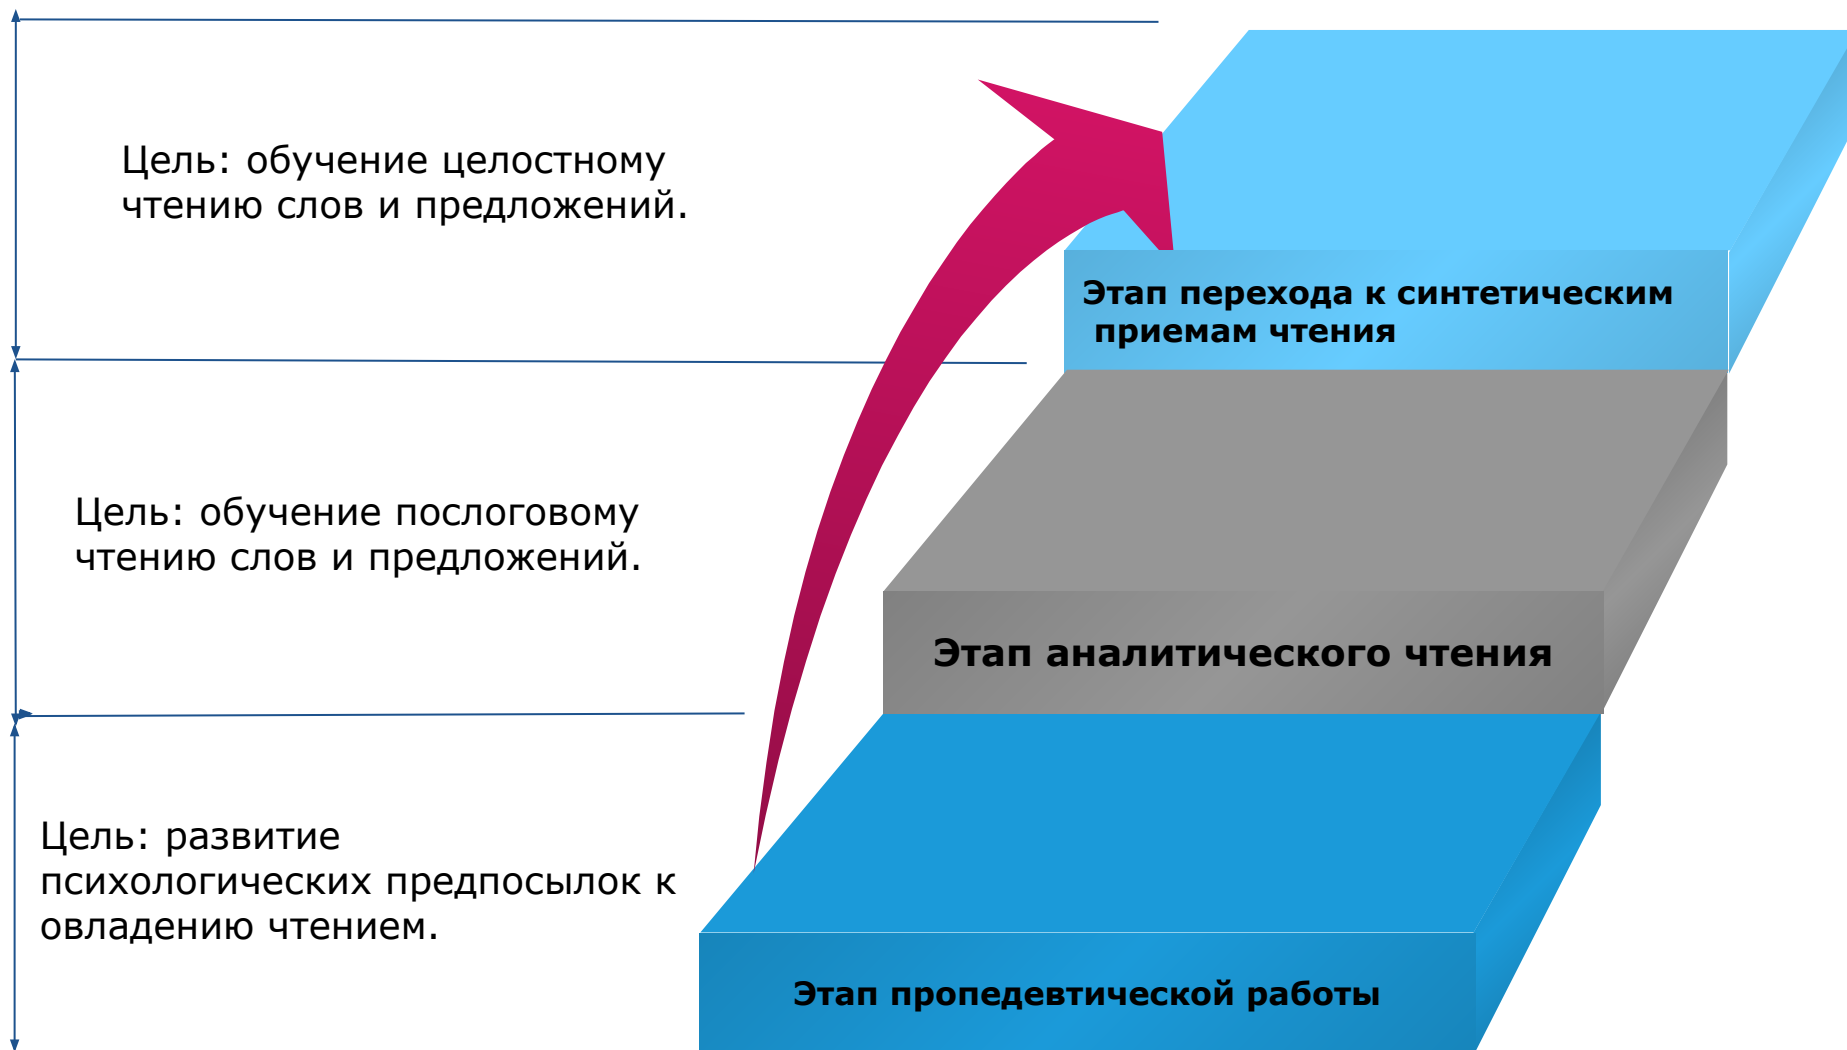 Цель: обучение целостному
чтению слов и предложений.
Этап перехода к синтетическим
приемам чтения
Цель: обучение послоговому
чтению слов и предложений.
Этап аналитического чтения
Цель: развитие
психологических предпосылок к
овладению чтением.
Этап пропедевтической работы